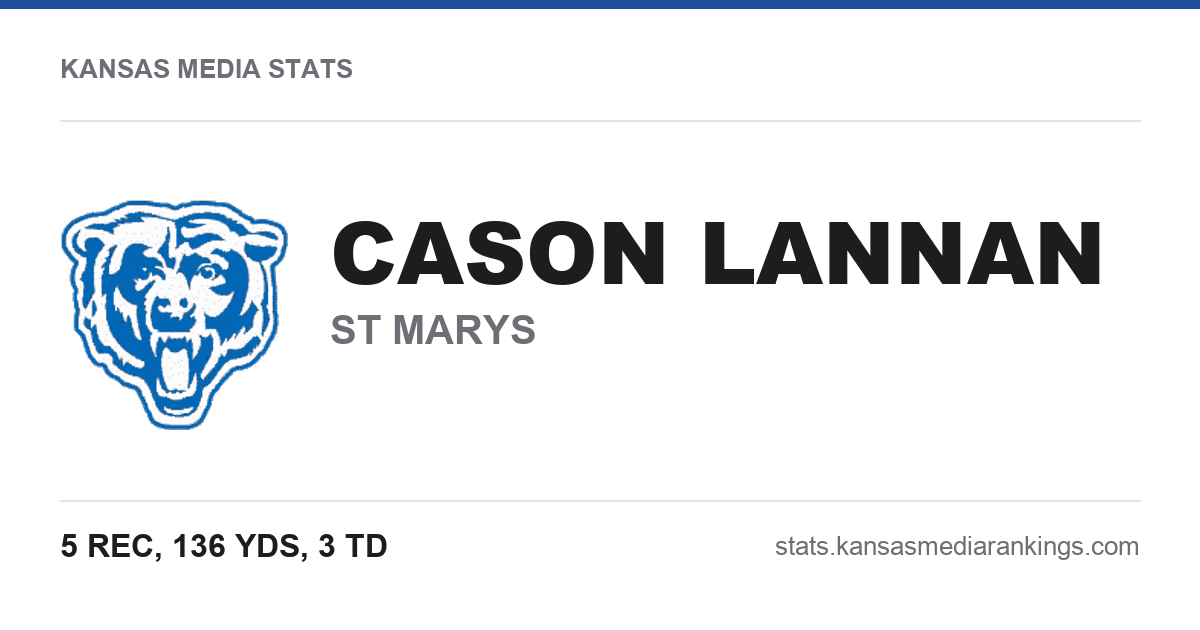 KANSAS MEDIA STATS
CASON LANNAN
ST MARYS
5 REC, 136 YDS, 3 TD
stats.kansasmediarankings.com